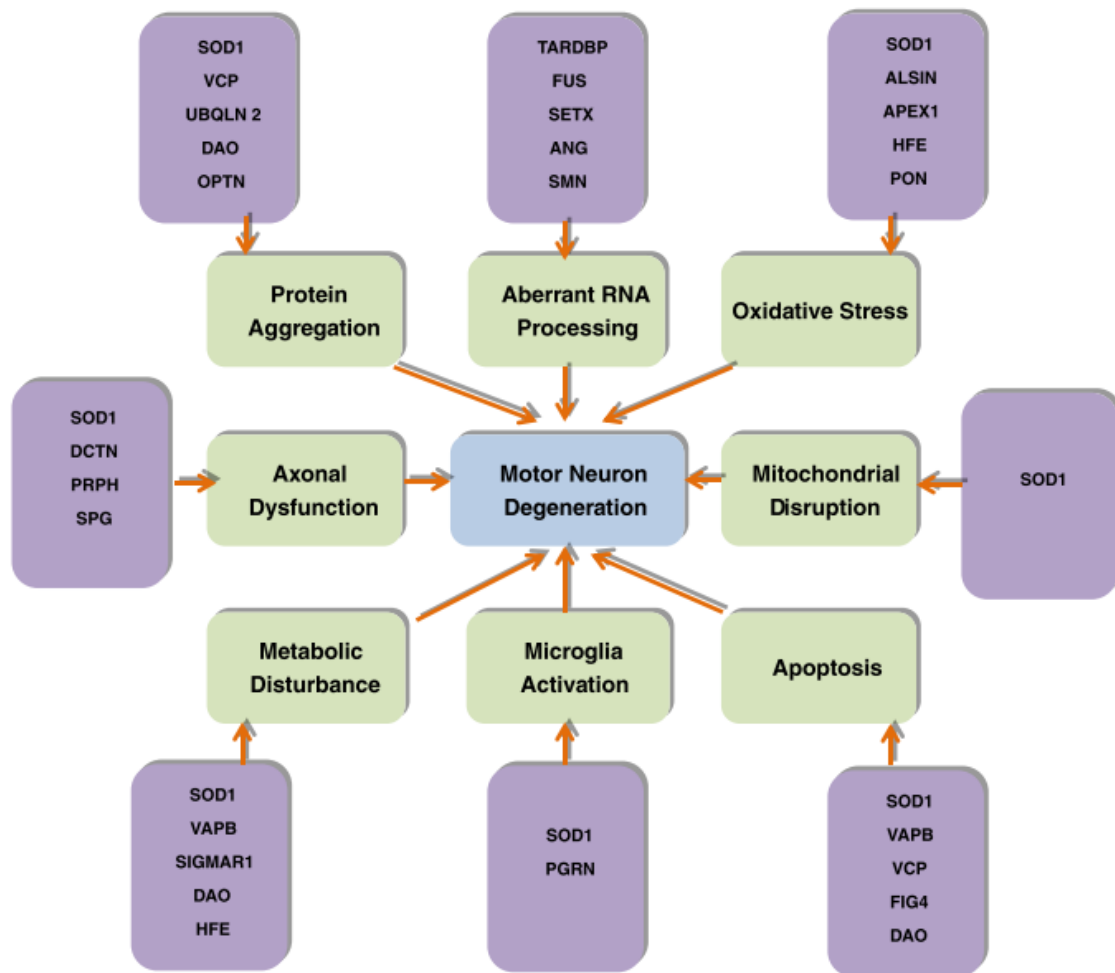 SOD1
VCP
UBQLN 2
DAO
OPTN
TARDBP
FUS
SETX
ANG
SMN
SOD1
ALSIN
APEX1
HFE
PON
Protein
Aggregation
Aberrant RNA
Processing
Oxidative Stress
SOD1
DCTN
PRPH
SPG
Axonal
Dysfunction
Motor Neuron
Degeneration
Mitochondrial
Disruption
SOD1
Metabolic
Disturbance
Microglia
Activation
Apoptosis
SOD1
VAPB
SIGMAR1
DAO
HFE
SOD1
PGRN
SOD1
VAPB
VCP
FIG4
DAO